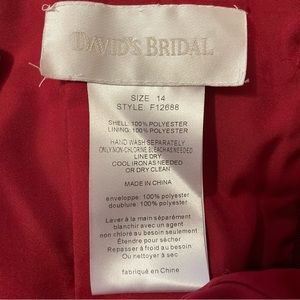 DAVID'S BRIDAL
SIZE 14
STYLE F12688
SHELL: 100% POLYESTER
LINING: 100% POLYESTER
HAND WASH SEPARATELY
ONLY NON-CHLORINE BLEACH AS NEEDED
LINE DRY
COOL IRON AS NEEDED
OR DRY CLEAN
MADE IN CHINA
enveloppe: 100% polyester
doublure: 100% polyester
Laver à la main séparément
blanchir avec un agent
non chloré au besoin seulement
Étendre pour sécher
Repasser à froid au besoin
Ou nettoyer à sec
fabriqué en Chine